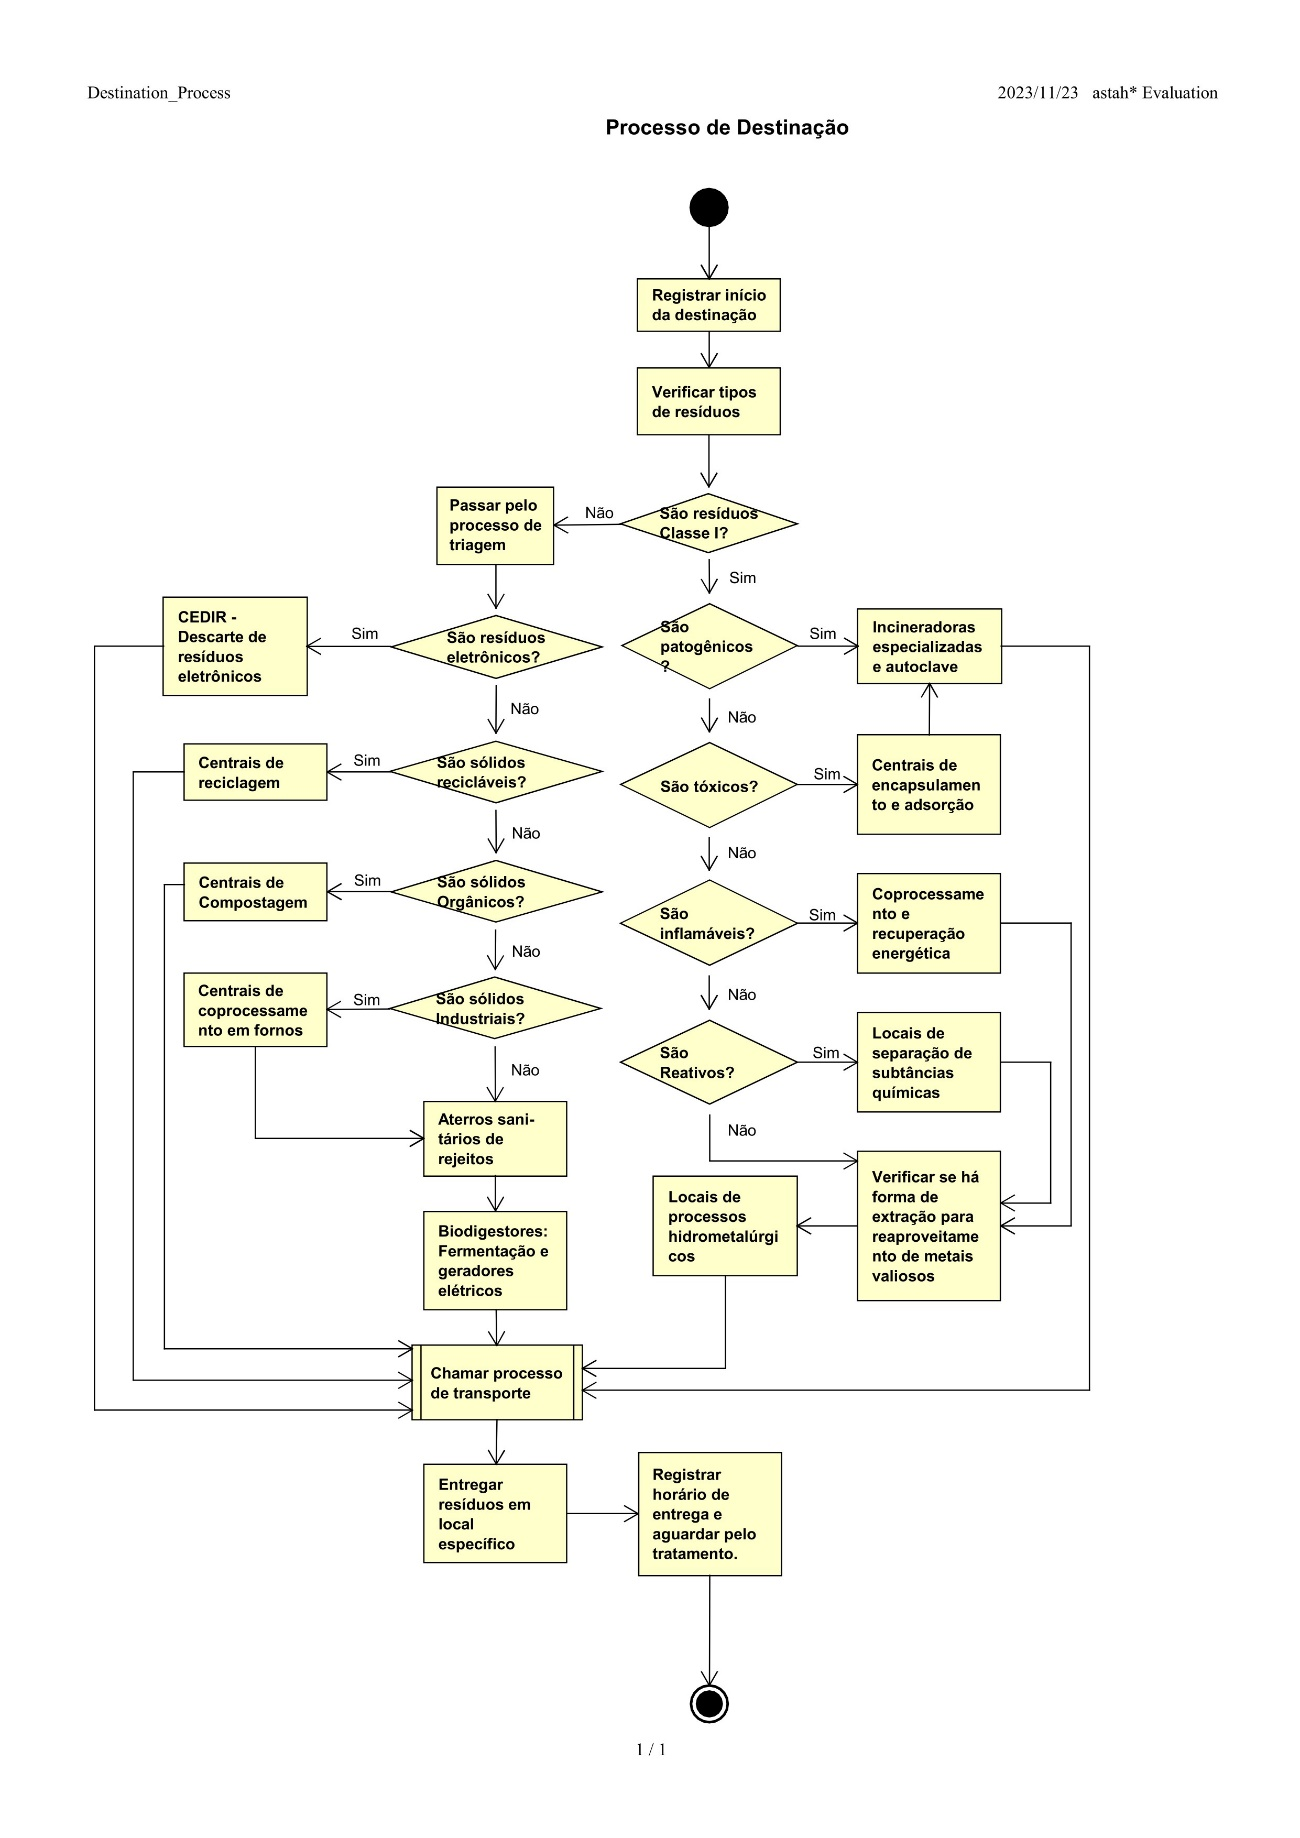 Destination_Process
2023/11/23 astah* Evaluation
Processo de Destinação
Registrar início
da destinação
Verificar tipos
de resíduos
São resíduos
Classe I?
Não
Passar pelo
processo de
triagem
Sim
São
patogênicos
?
Sim
Incineradoras
especializadas
e autoclave
São resíduos
eletrônicos?
Sim
CEDIR -
Descarte de
resíduos
eletrônicos
Não
Não
São sólidos
recicláveis?
Sim
Centrais de
reciclagem
São tóxicos?
Sim
Centrais de
encapsulamen
to e adsorção
Não
Não
São sólidos
Orgânicos?
Sim
Centrais de
Compostagem
São
inflamáveis?
Sim
Coprocessame
nto e
recuperação
energética
Não
Não
São sólidos
Industriais?
Sim
Centrais de
coprocessame
nto em fornos
São
Reativos?
Sim
Locais de
separação de
subtâncias
químicas
Não
Não
Aterros sani-
tários de
rejeitos
Verificar se há
forma de
extração para
reaproveitame
nto de metais
valiosos
Locais de
processos
hidrometalúrgi
cos
Biodigestores:
Fermentação e
geradores
elétricos
Chamar processo
de transporte
Entregar
resíduos em
local
específico
Registrar
horário de
entrega e
aguardar pelo
tratamento.
1 / 1